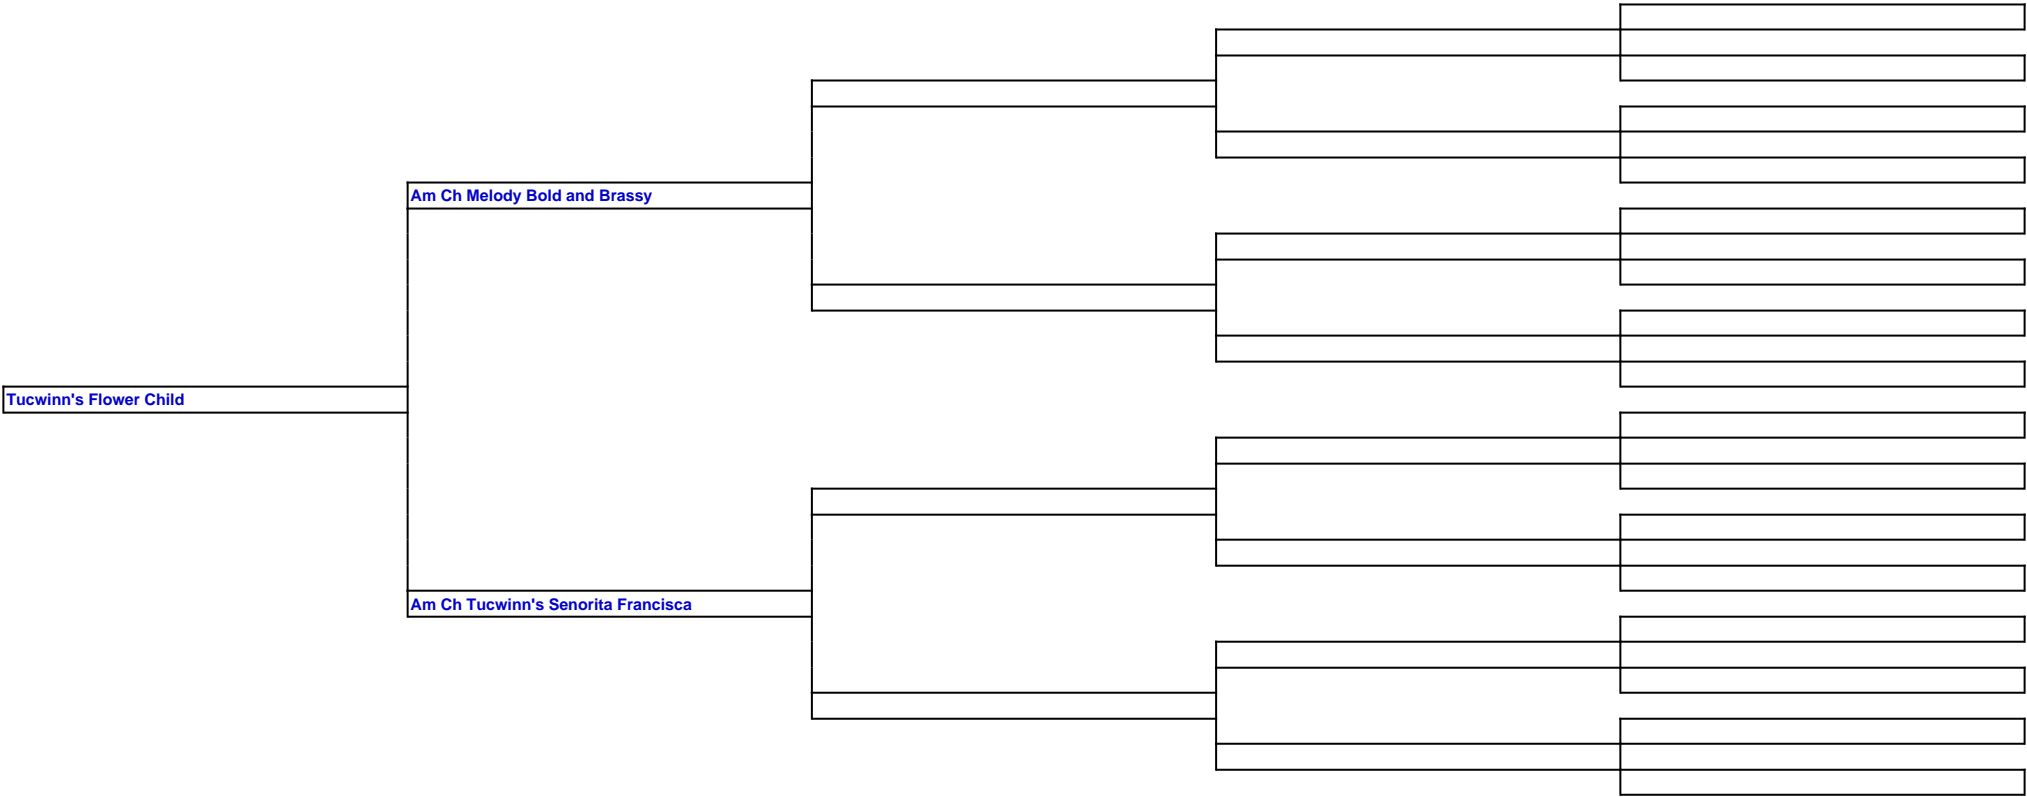 Am Ch Melody Bold and Brassy
Tucwinn's Flower Child
Am Ch Tucwinn's Senorita Francisca